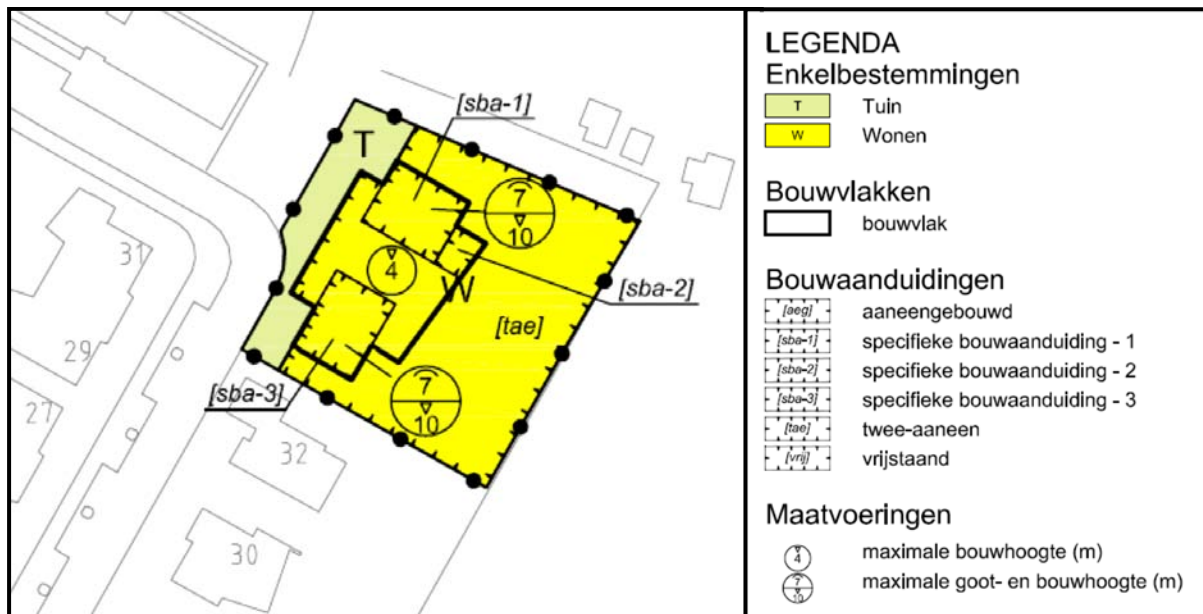 [sba-1]
T
7
10
31
4
[sba-2]
W
[tae]
29
[sba-3]
7
10
27
32
30
LEGENDA
Enkelbestemmingen
T Tuin
W Wonen
Bouwvlakken
bouwvlak
Bouwaanduidingen
[aeg] aaneengebouwd
[sba-1] specifieke bouwaanduiding - 1
[sba-2] specifieke bouwaanduiding - 2
[sba-3] specifieke bouwaanduiding - 3
[tae] twee-aaneen
[vrij] vrijstaand
Maatvoeringen
4 maximale bouwhoogte (m)
7
10 maximale goot- en bouwhoogte (m)